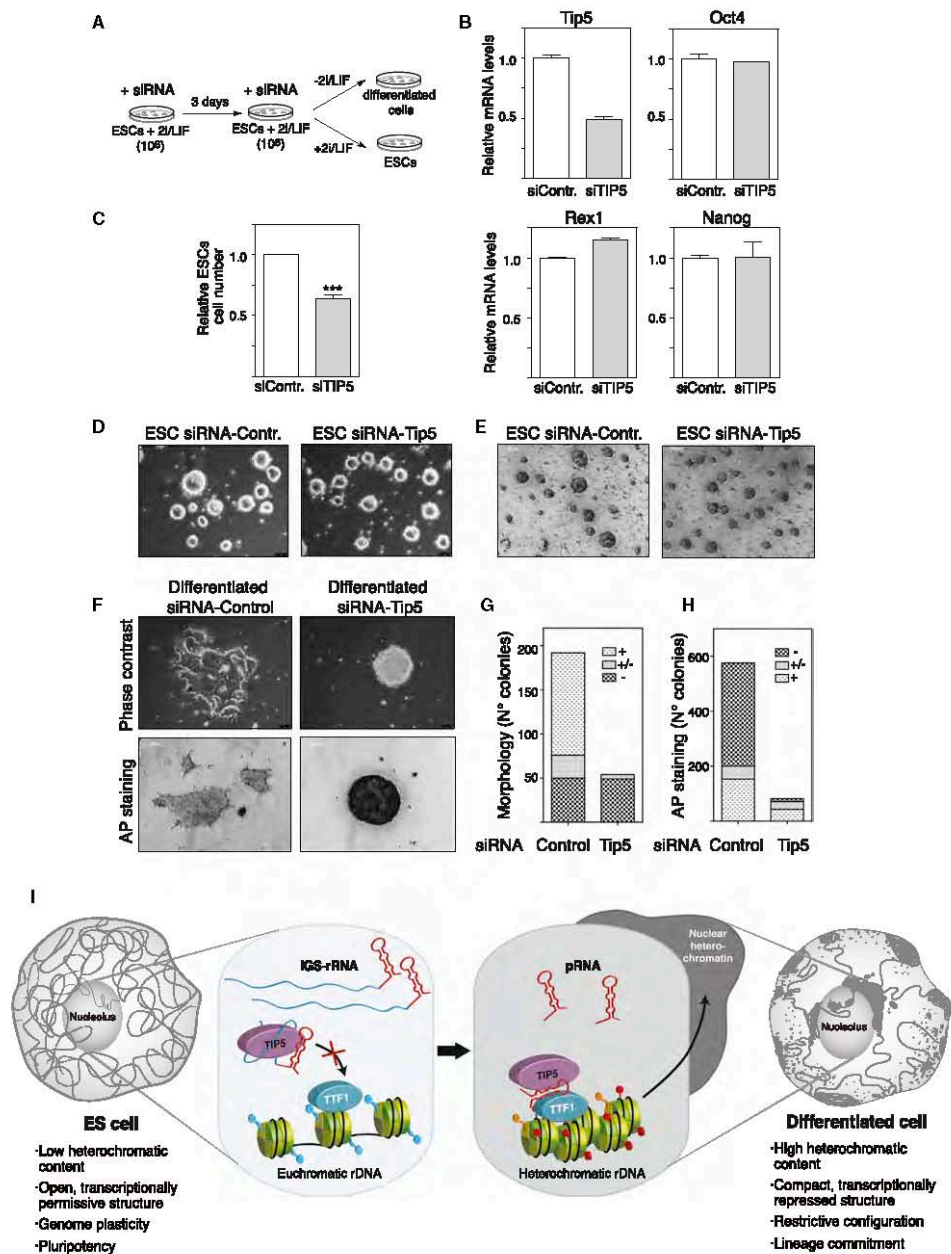 A
+ siRNA
ESCs + 2i/LIF
(10⁶)
3 days
+ siRNA
ESCs + 2i/LIF
(10⁶)
-2i/LIF
differentiated
cells
+2i/LIF
ESCs
B
Tip5
Relative mRNA levels
1.0
0.5
siContr. siTIP5
Oct4
1.0
0.5
siContr. siTIP5
Rex1
Relative mRNA levels
1.0
0.5
siContr. siTIP5
Nanog
1.0
0.5
siContr. siTIP5
C
Relative ESCs
cell number
1.0
0.5
***
siContr. siTIP5
D
ESC siRNA-Contr.
ESC siRNA-Tip5
E
ESC siRNA-Contr.
ESC siRNA-Tip5
F
Differentiated
siRNA-Control
Differentiated
siRNA-Tip5
Phase contrast
AP staining
G
Morphology (N° colonies)
200
150
100
50
+
+/-
-
siRNA Control Tip5
H
AP staining (N° colonies)
600
400
200
-
+/-
+
Control Tip5
I
Nucleolus
ES cell
·Low heterochromatic
content
·Open, transcriptionally
permissive structure
·Genome plasticity
·Pluripotency
IGS-rRNA
TIP5
TTF1
Euchromatic rDNA
pRNA
TIP5
TTF1
Heterochromatic rDNA
Nuclear
hetero-
chromatin
Nucleolus
Differentiated cell
·High heterochromatic
content
·Compact, transcriptionally
repressed structure
·Restrictive configuration
·Lineage commitment